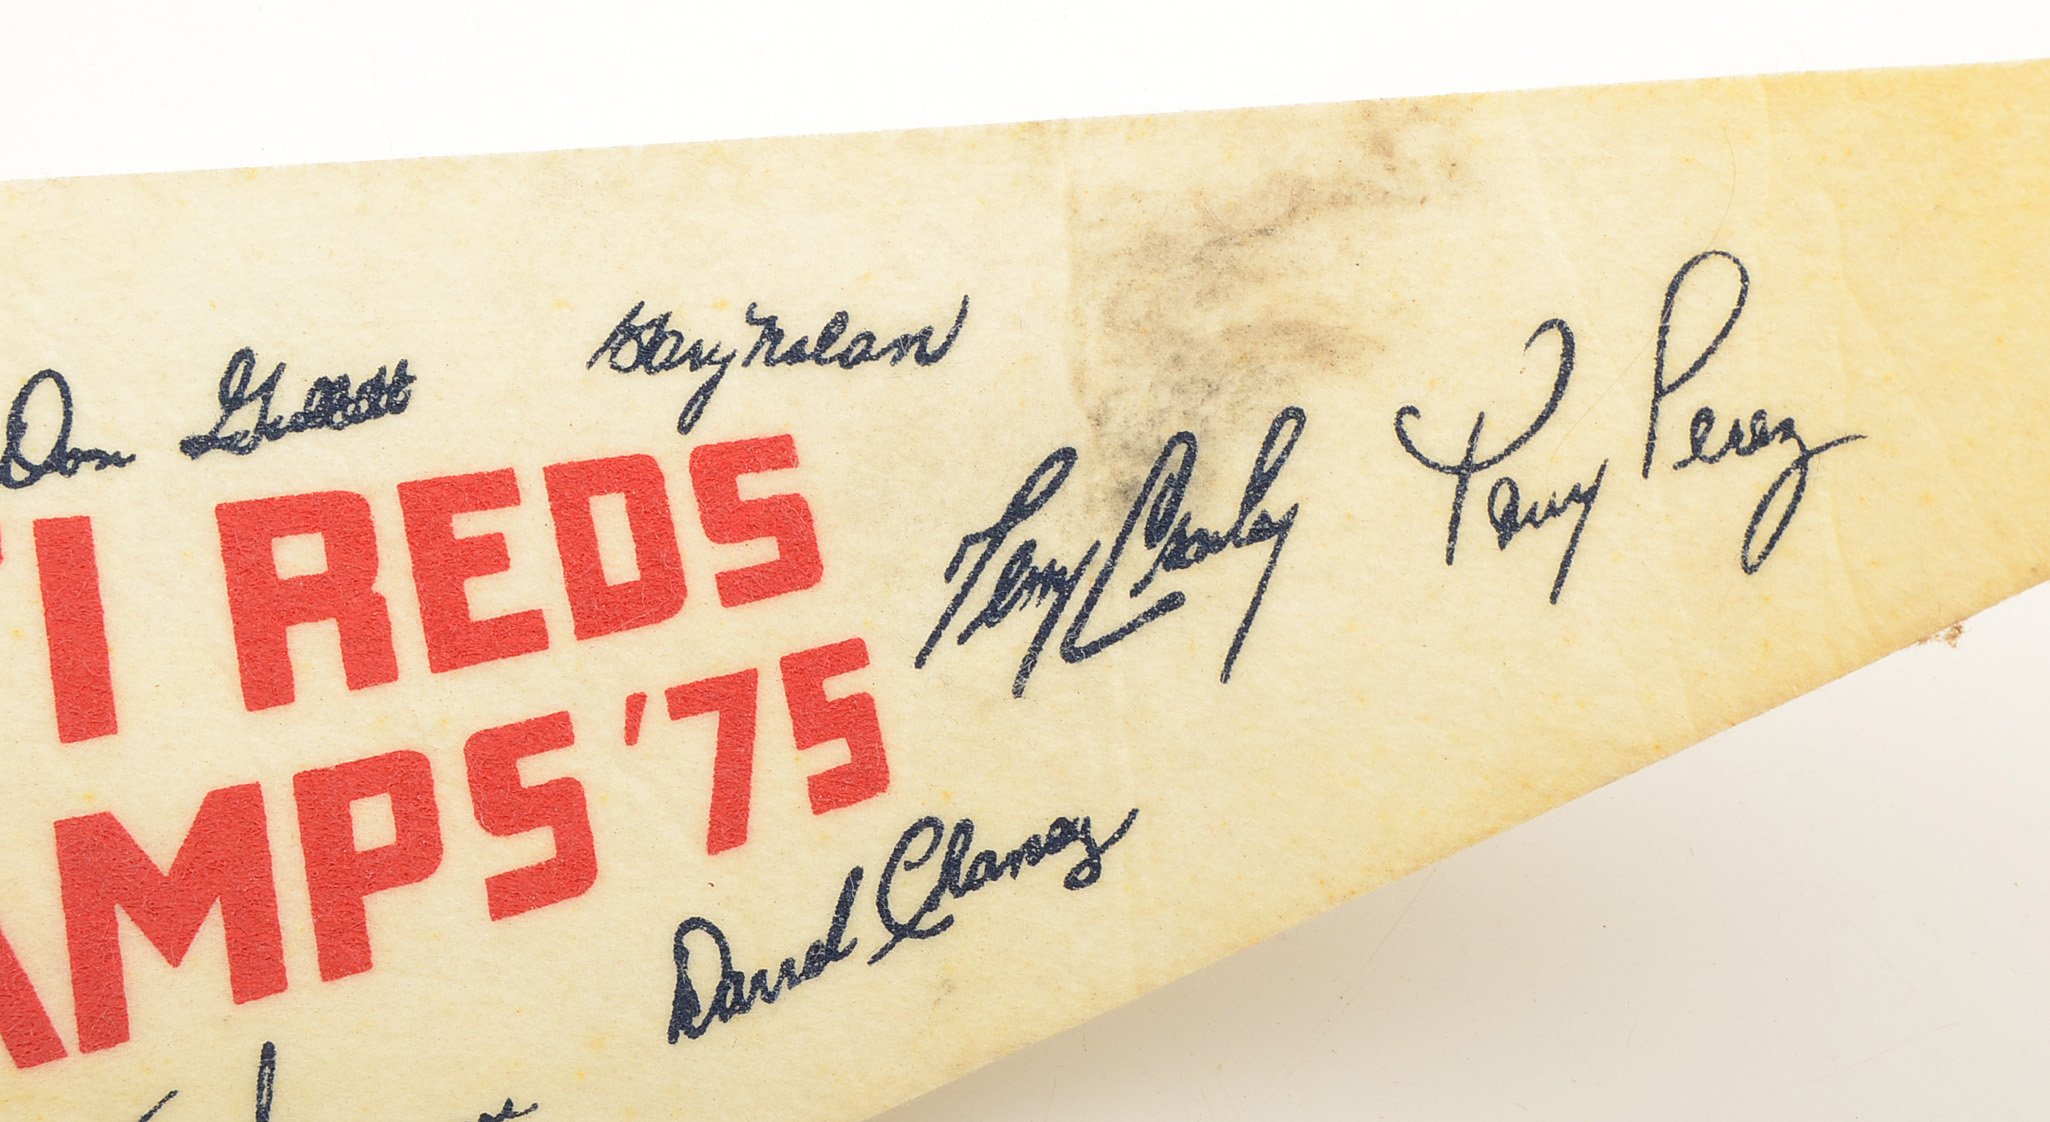 Don Gullett
Gary Nolan
Terry Crowley
Tony Perez
I REDS
AMPS '75
Darrel Chaney